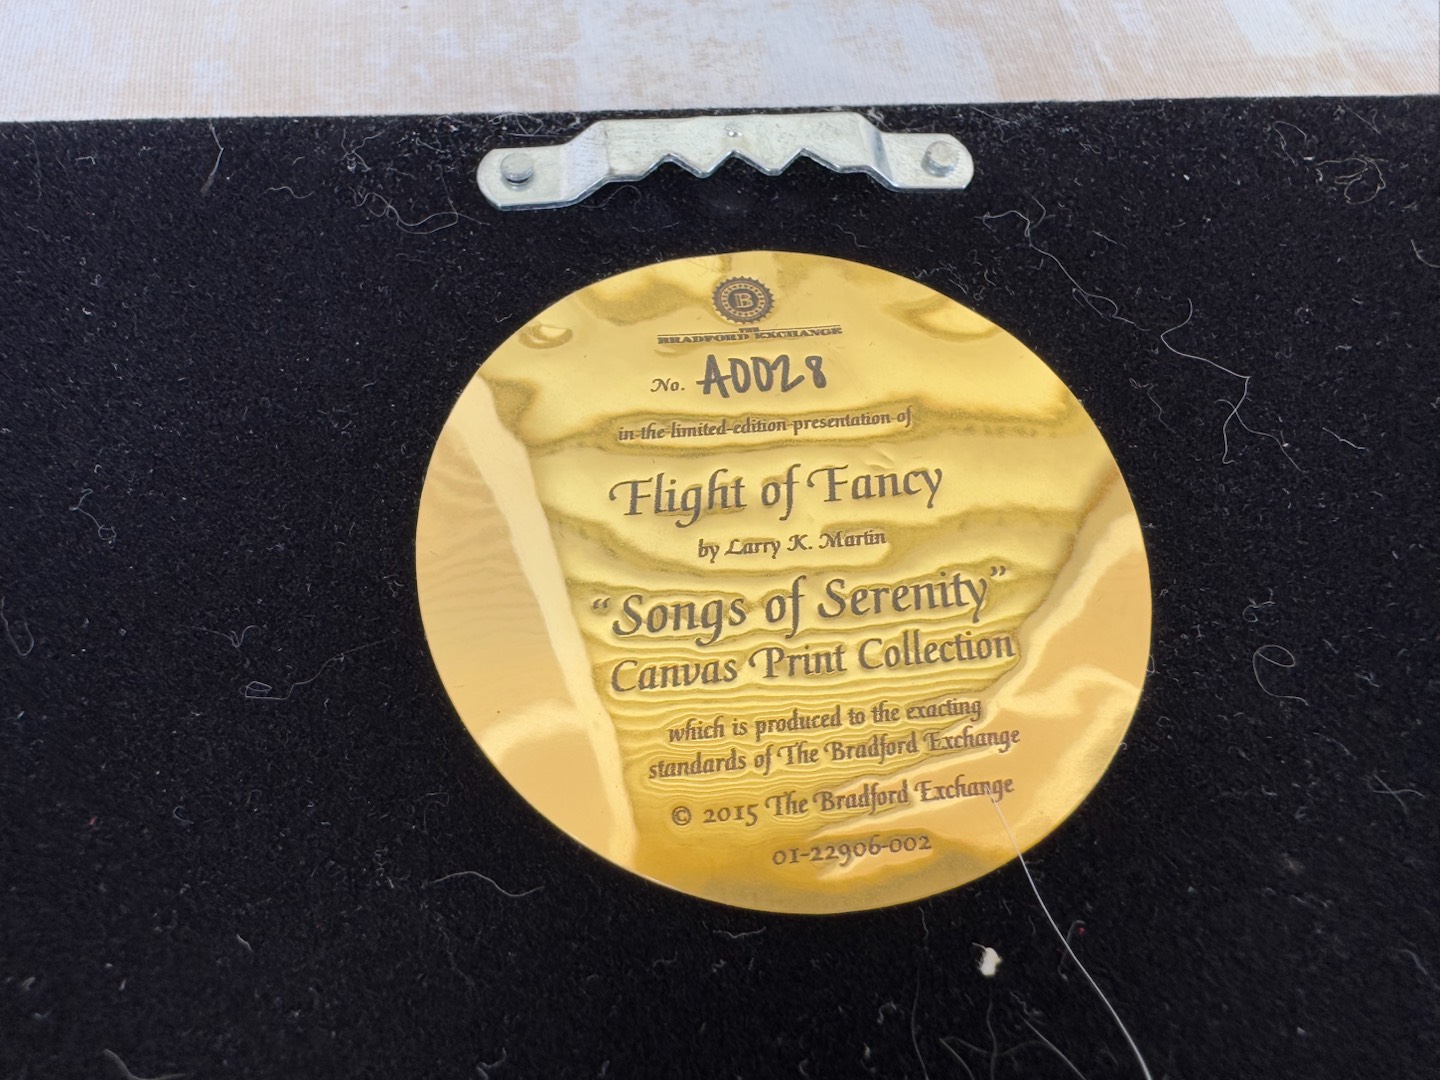 B
THE
BRADFORD EXCHANGE
No. A0028
in the limited-edition presentation of
Flight of Fancy
by Larry K. Martin
“Songs of Serenity”
Canvas Print Collection
which is produced to the exacting
standards of The Bradford Exchange
© 2015 The Bradford Exchange
01-22906-002